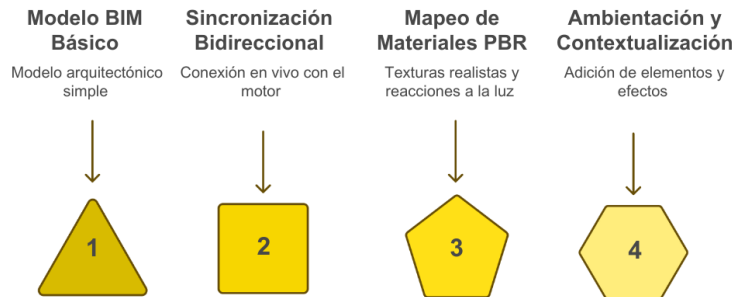 Modelo BIM
Básico
Modelo arquitectónico
simple
1
Sincronización
Bidireccional
Conexión en vivo con el
motor
2
Mapeo de
Materiales PBR
Texturas realistas y
reacciones a la luz
3
Ambientación y
Contextualización
Adición de elementos y
efectos
4